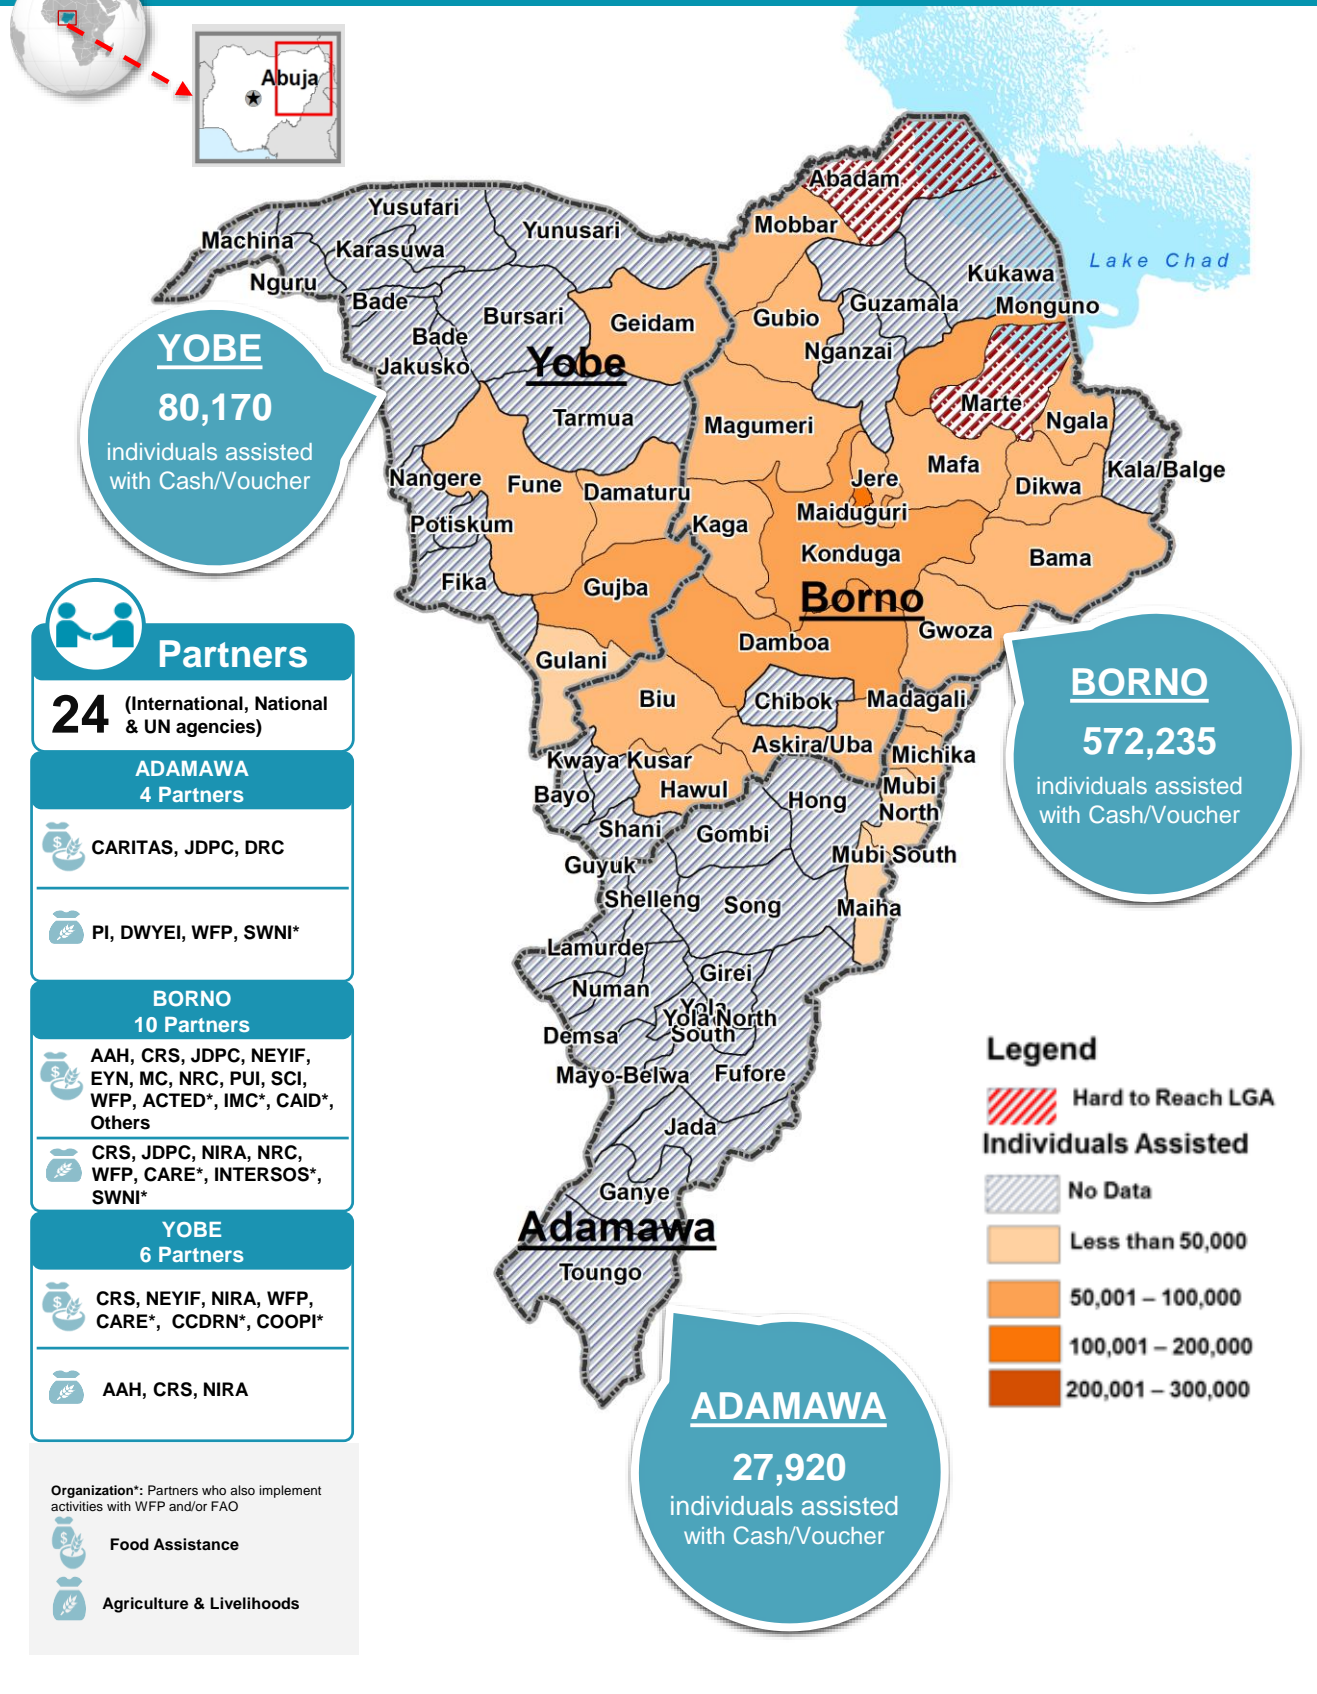 Abuja
Abadam
Yusufari
Mobbar
Yunusari
Machina
Karasuwa
Lake Chad
Kukawa
Nguru
Bade
Guzamala
Monguno
Bursari
Geidam
Gubio
Bade
Nganzai
Jakusko
Yobe
Marte
Tarmua
Magumeri
Ngala
Mafa
Kala/Balge
Nangere
Fune
Damaturu
Jere
Dikwa
Maiduguri
Potiskum
Kaga
Konduga
Bama
Fika
Gujba
Borno
Gwoza
Damboa
Gulani
Biu
Chibok
Madagali
Askira/Uba
Michika
Kwaya Kusar
Hawul
Mubi
North
Bayo
Hong
Shani
Gombi
Mubi South
Guyuk
Shelleng
Song
Maiha
Lamurde
Girei
Numan
Yola
Yola North
South
Demsa
Mayo-Belwa
Fufore
Jada
Ganye
Adamawa
Toungo
YOBE
80,170
individuals assisted
with Cash/Voucher
BORNO
572,235
individuals assisted
with Cash/Voucher
ADAMAWA
27,920
individuals assisted
with Cash/Voucher
Partners
24 (International, National
& UN agencies)
ADAMAWA
4 Partners
$
CARITAS, JDPC, DRC
PI, DWYEI, WFP, SWNI*
BORNO
10 Partners
$
AAH, CRS, JDPC, NEYIF,
EYN, MC, NRC, PUI, SCI,
WFP, ACTED*, IMC*, CAID*,
Others
CRS, JDPC, NIRA, NRC,
WFP, CARE*, INTERSOS*,
SWNI*
YOBE
6 Partners
$
CRS, NEYIF, NIRA, WFP,
CARE*, CCDRN*, COOPI*
AAH, CRS, NIRA
Organization*: Partners who also implement
activities with WFP and/or FAO
$
Food Assistance
Agriculture & Livelihoods
Legend
Hard to Reach LGA
Individuals Assisted
No Data
Less than 50,000
50,001 – 100,000
100,001 – 200,000
200,001 – 300,000